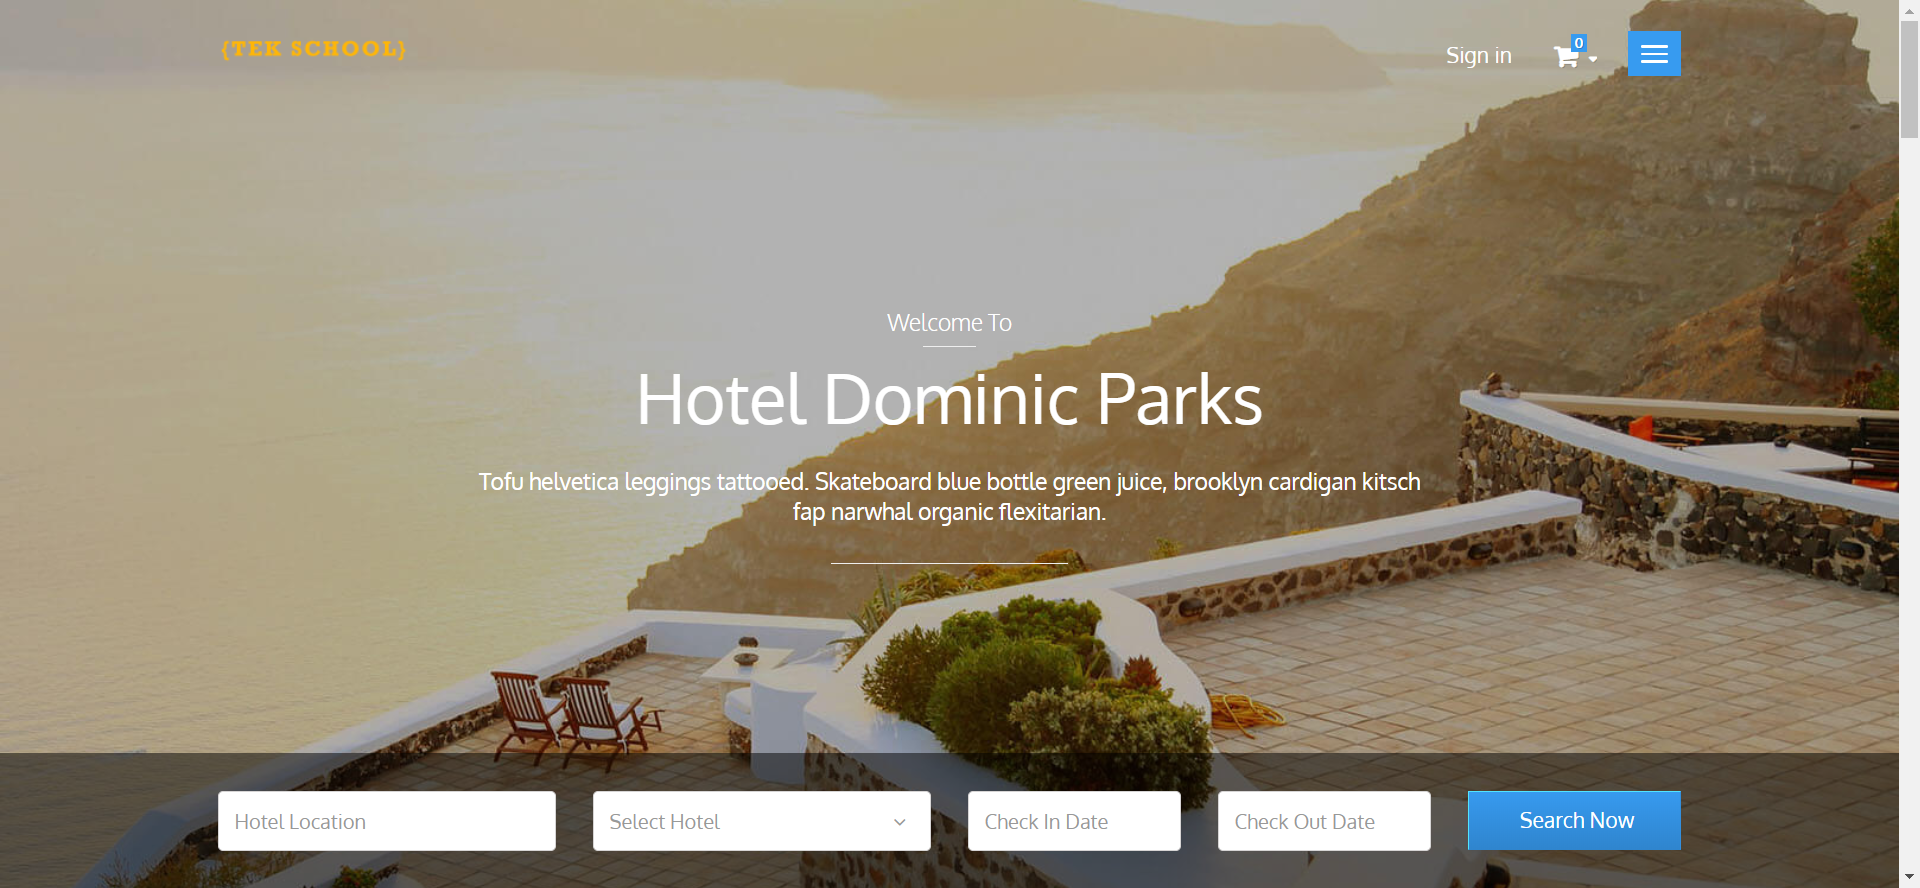 {TEK SCHOOL}
Sign in
0
Welcome To
Hotel Dominic Parks
Tofu helvetica leggings tattooed. Skateboard blue bottle green juice, brooklyn cardigan kitsch
fap narwhal organic flexitarian.
Hotel Location
Select Hotel
Check In Date
Check Out Date
Search Now